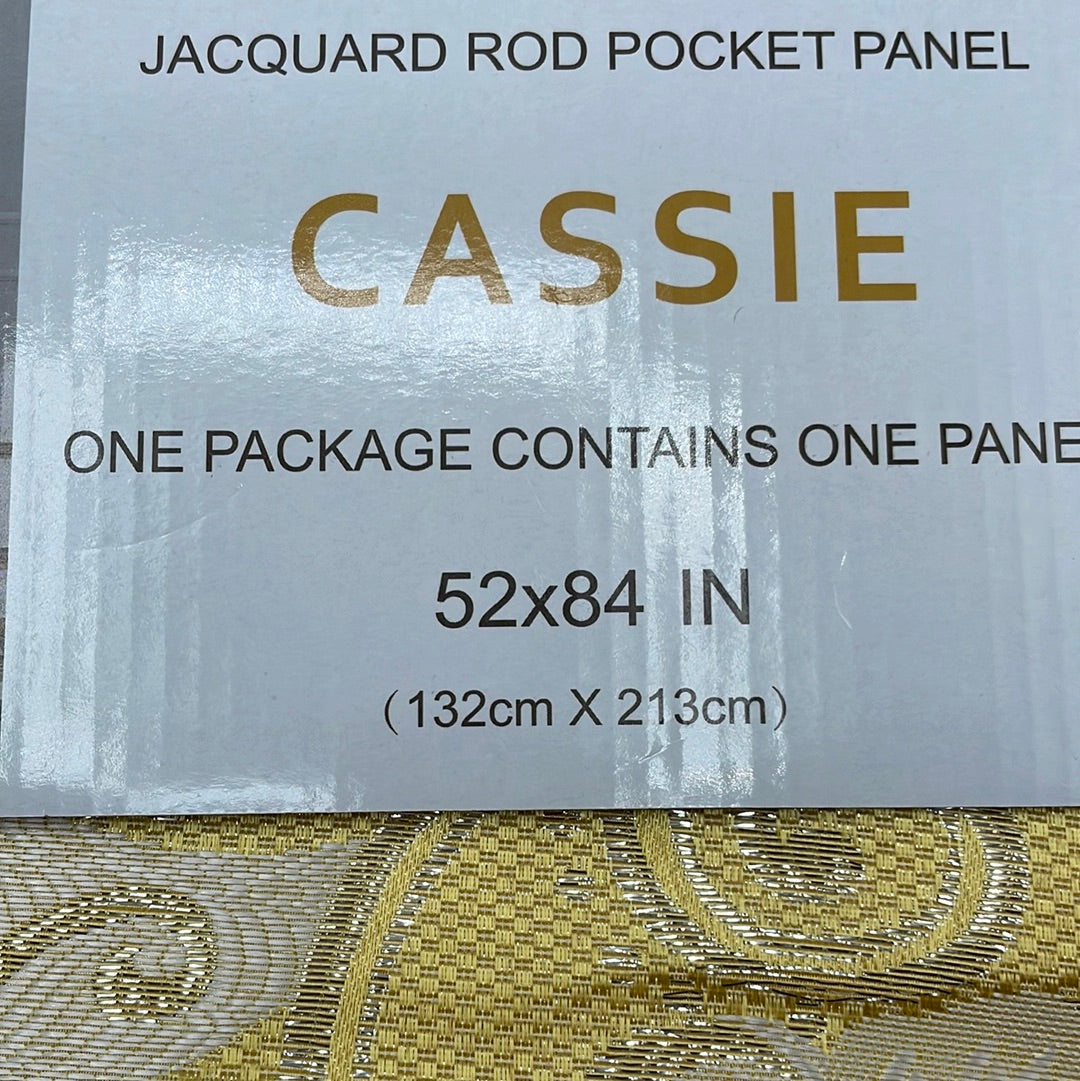 JACQUARD ROD POCKET PANEL
CASSIE
ONE PACKAGE CONTAINS ONE PANE
52x84 IN
(132cm X 213cm)